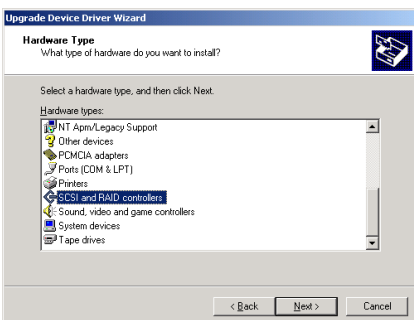 Upgrade Device Driver Wizard
Hardware Type
What type of hardware do you want to install?
Select a hardware type, and then click Next.
Hardware types:
NT Apm/Legacy Support
Other devices
PCMCIA adapters
Ports (COM & LPT)
Printers
SCSI and RAID controllers
Sound, video and game controllers
System devices
Tape drives
< Back
Next >
Cancel